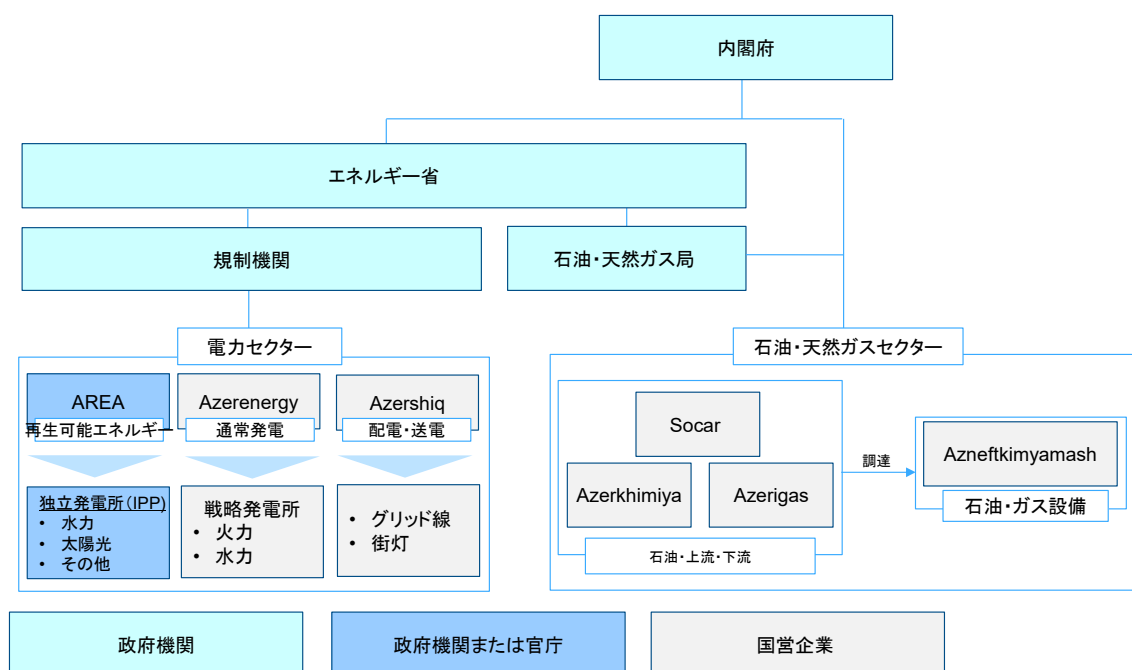 内閣府
エネルギー省
規制機関
石油・天然ガス局
電力セクター
AREA
再生可能エネルギー
Azerenergy
通常発電
Azershiq
配電・送電
独立発電所(IPP)
• 水力
• 太陽光
• その他
戦略発電所
• 火力
• 水力
• グリッド線
• 街灯
石油・天然ガスセクター
Socar
Azerkhimiya
Azerigas
石油・上流・下流
調達
Azneftkimyamash
石油・ガス設備
政府機関
政府機関または官庁
国営企業